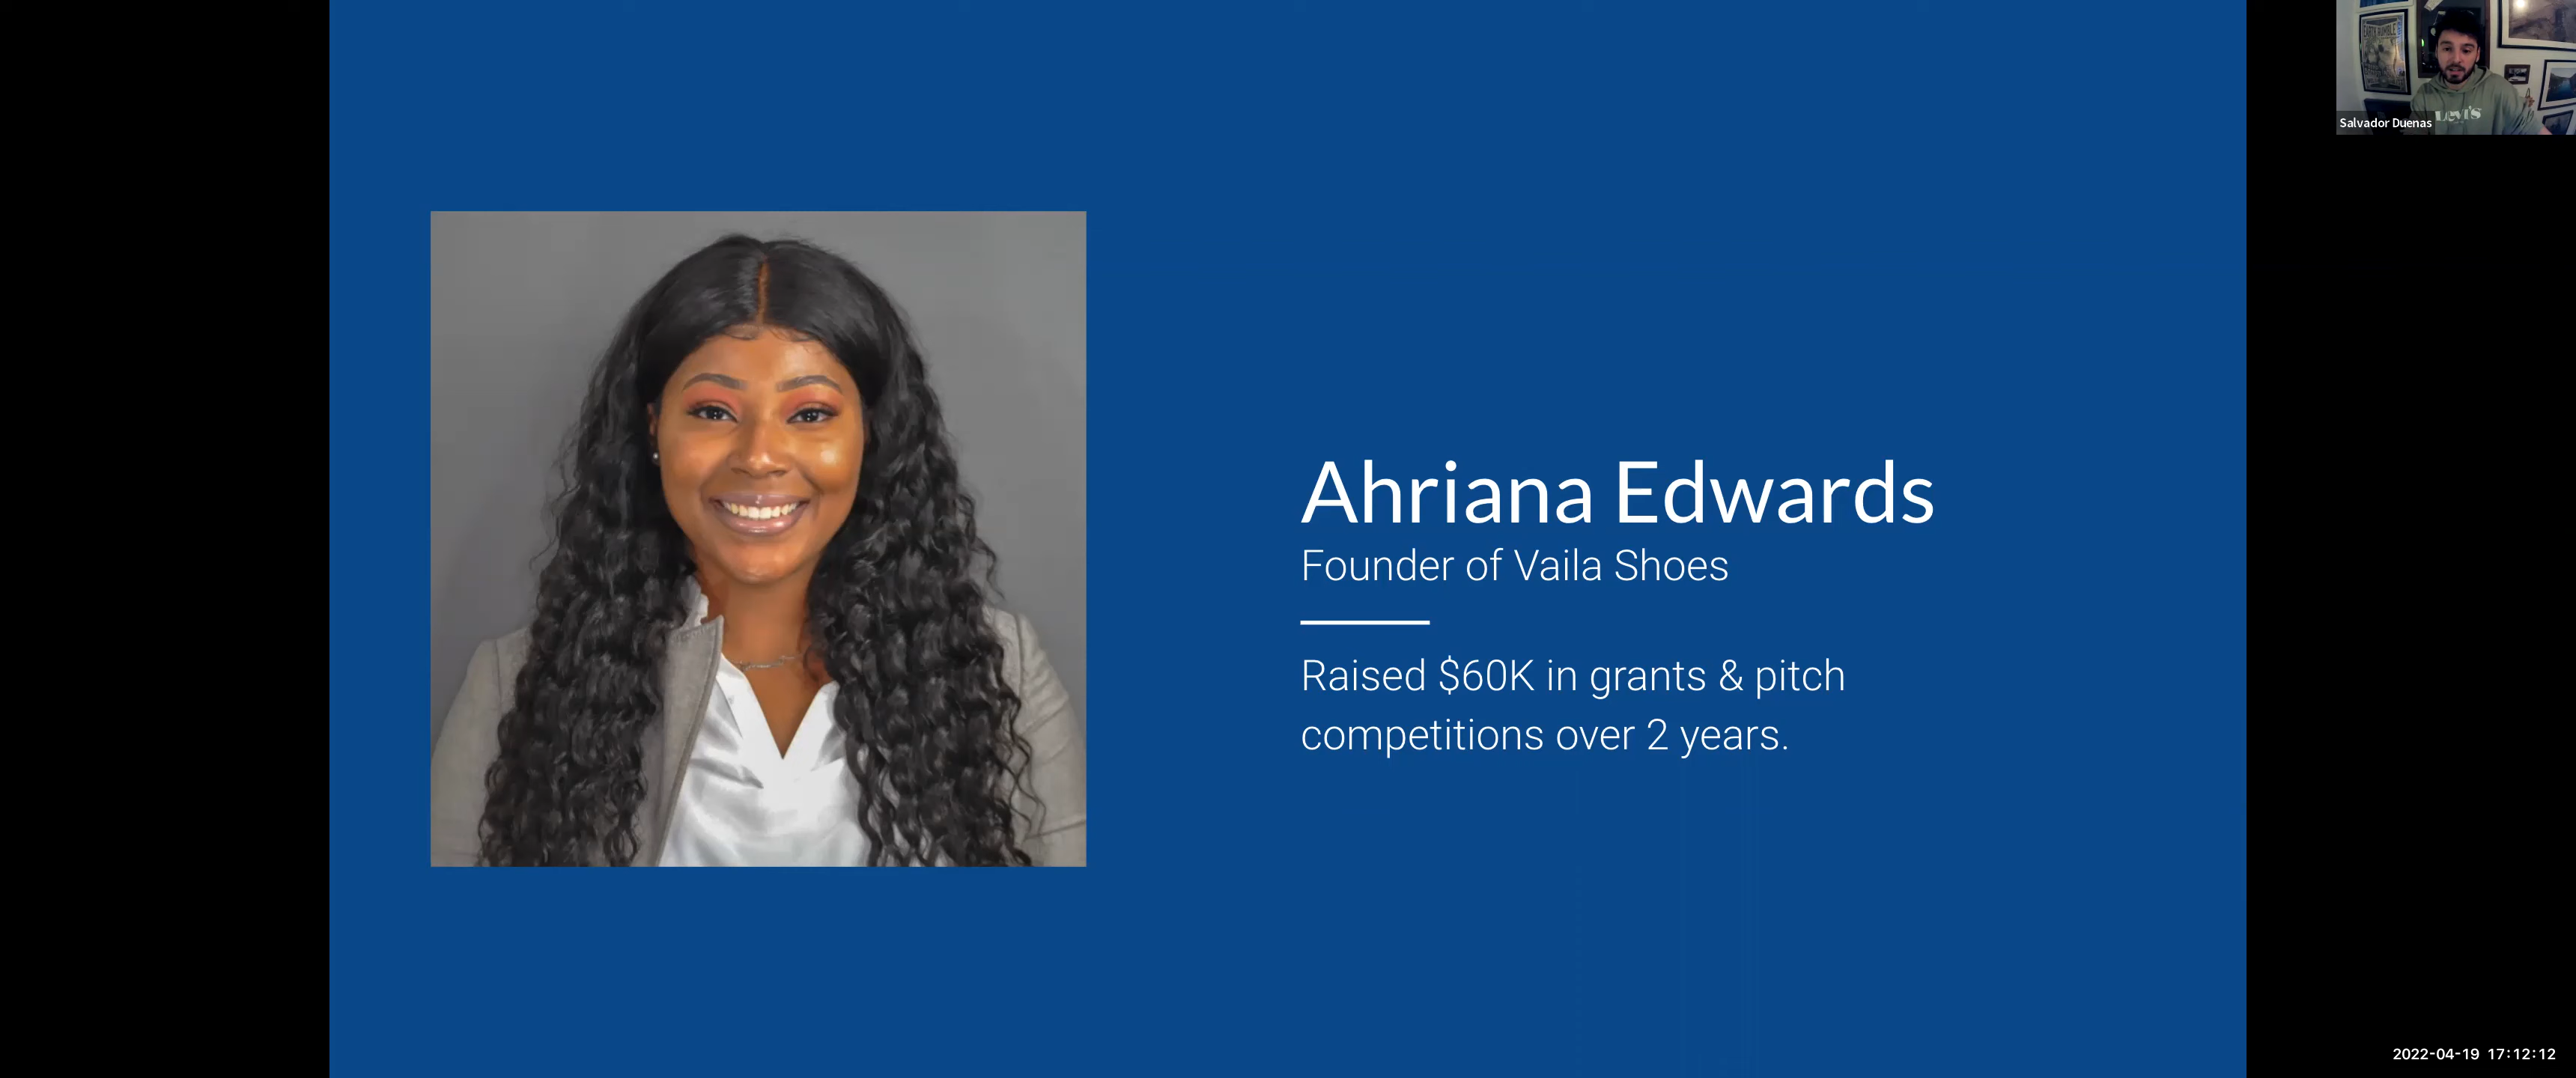 Ahriana Edwards
Founder of Vaila Shoes
Raised $60K in grants & pitch
competitions over 2 years.
Salvador Duenas
Levi's
2022-04-19 17:12:12